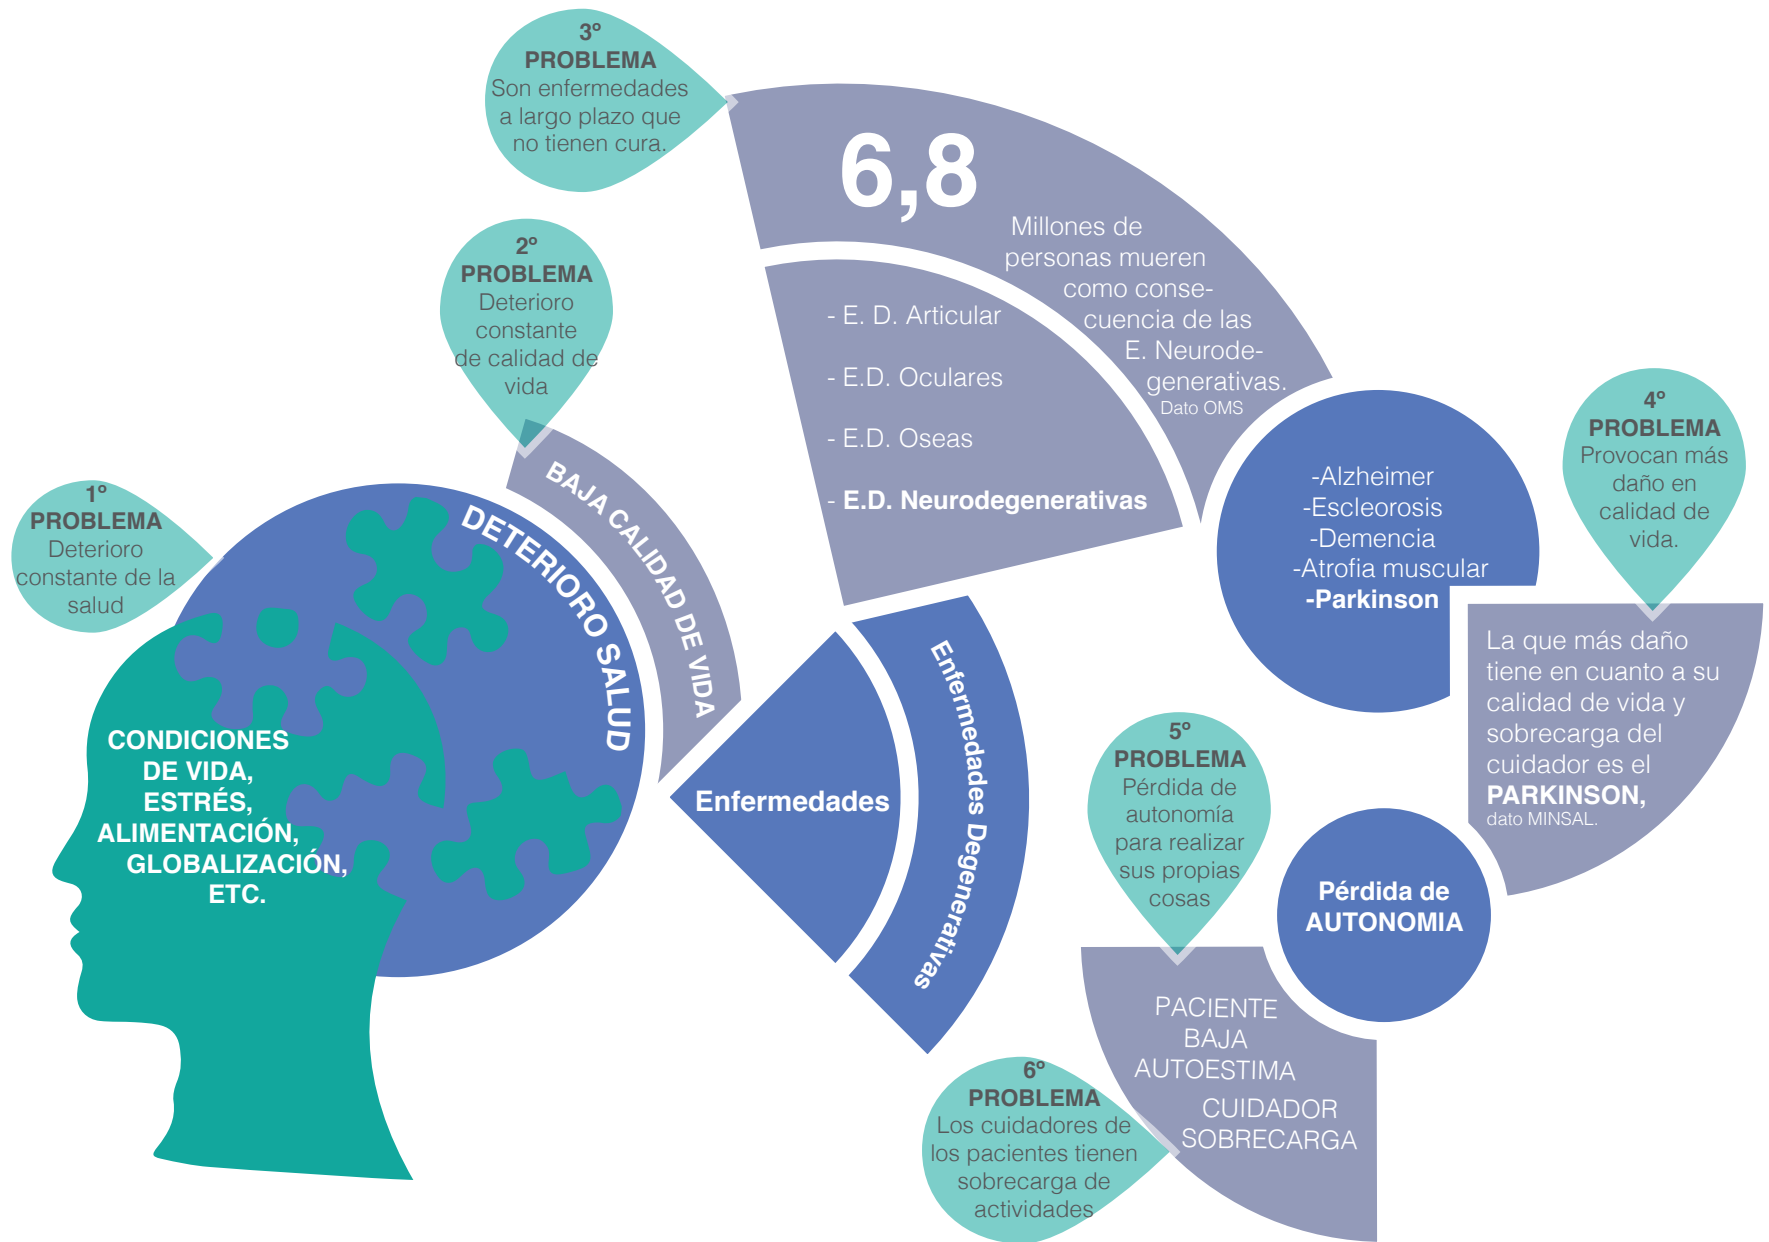 3º
PROBLEMA
Son enfermedades
a largo plazo que
no tienen cura.
6,8
Millones de
personas mueren
como conse-
cuencia de las
E. Neurode-
generativas.
Dato OMS
2º
PROBLEMA
Deterioro
constante
de calidad de
vida
- E. D. Articular
- E.D. Oculares
- E.D. Oseas
- E.D. Neurodegenerativas
BAJA CALIDAD DE VIDA
1º
PROBLEMA
Deterioro
constante de la
salud
DETERIORO SALUD
CONDICIONES
DE VIDA,
ESTRÉS,
ALIMENTACIÓN,
GLOBALIZACIÓN,
ETC.
Enfermedades
Enfermedades Degenerativas
-Alzheimer
-Escleorosis
-Demencia
-Atrofia muscular
-Parkinson
4º
PROBLEMA
Provocan más
daño en
calidad de
vida.
La que más daño
tiene en cuanto a su
calidad de vida y
sobrecarga del
cuidador es el
PARKINSON,
dato MINSAL.
5º
PROBLEMA
Pérdida de
autonomía
para realizar
sus propias
cosas
Pérdida de
AUTONOMIA
PACIENTE
BAJA
AUTOESTIMA
CUIDADOR
SOBRECARGA
6º
PROBLEMA
Los cuidadores de
los pacientes tienen
sobrecarga de
actividades